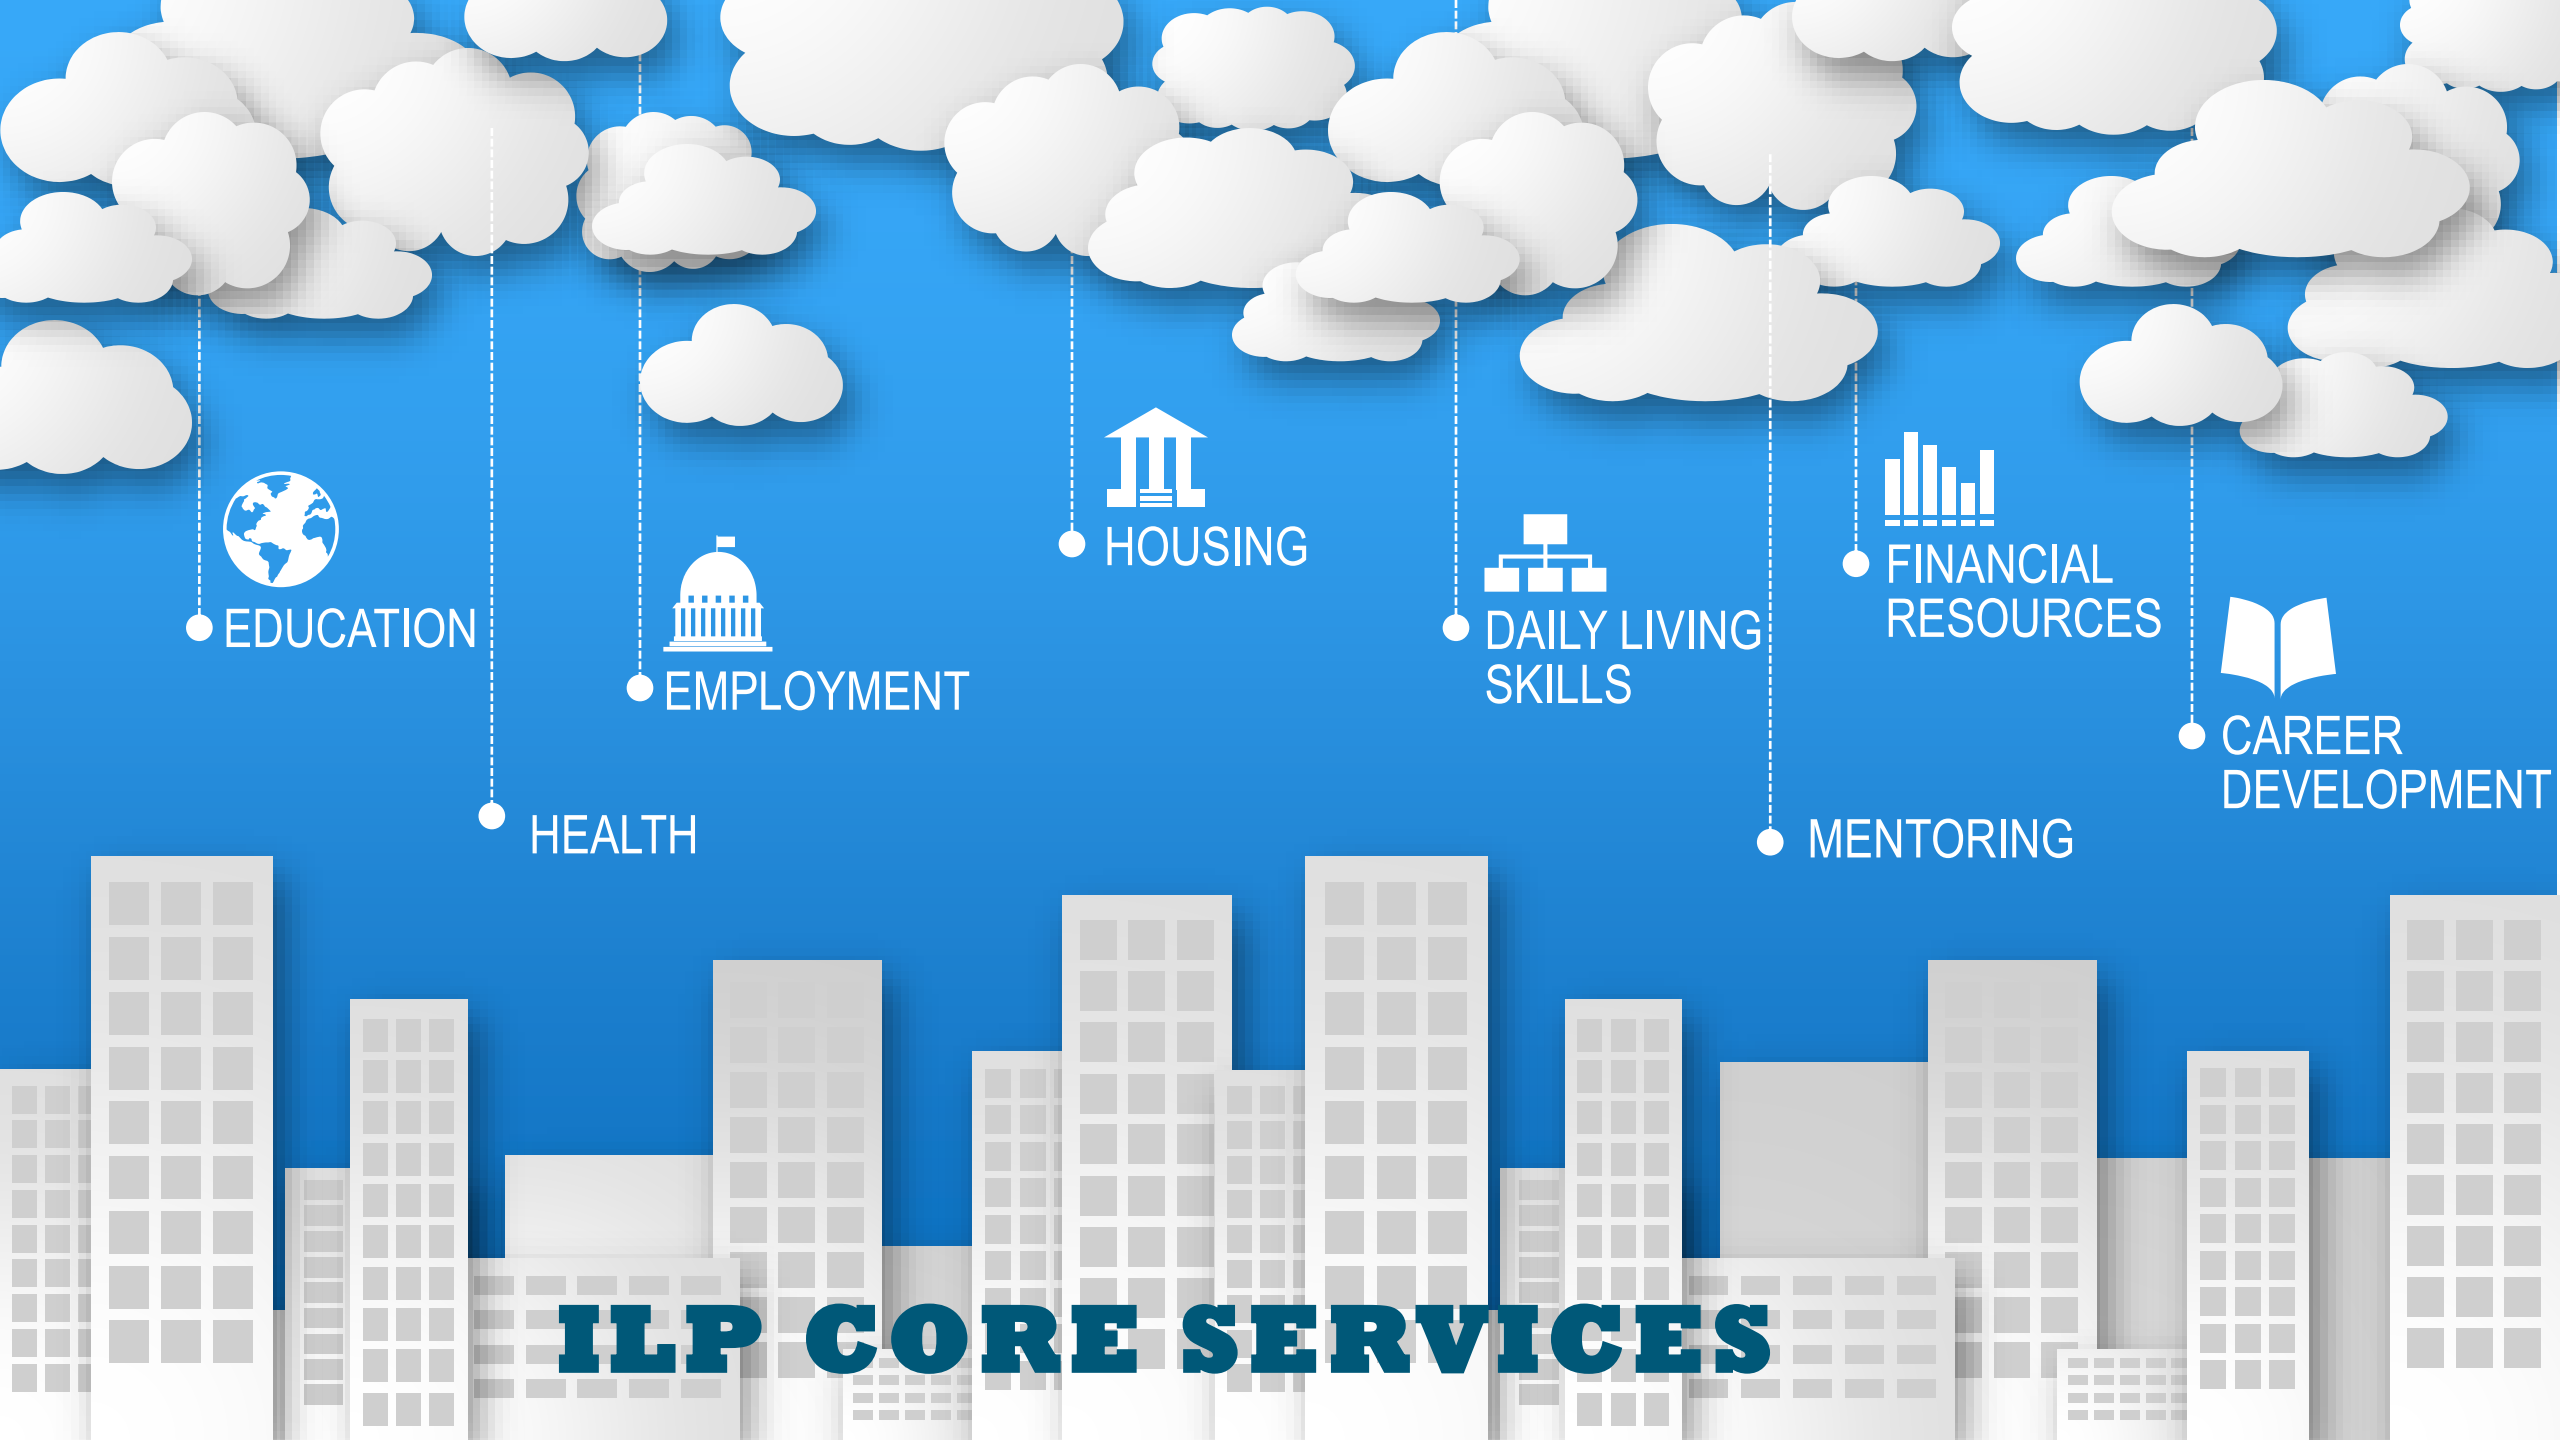 EDUCATION
HEALTH
EMPLOYMENT
HOUSING
DAILY LIVING
SKILLS
MENTORING
FINANCIAL
RESOURCES
CAREER
DEVELOPMENT
ILP CORE SERVICES